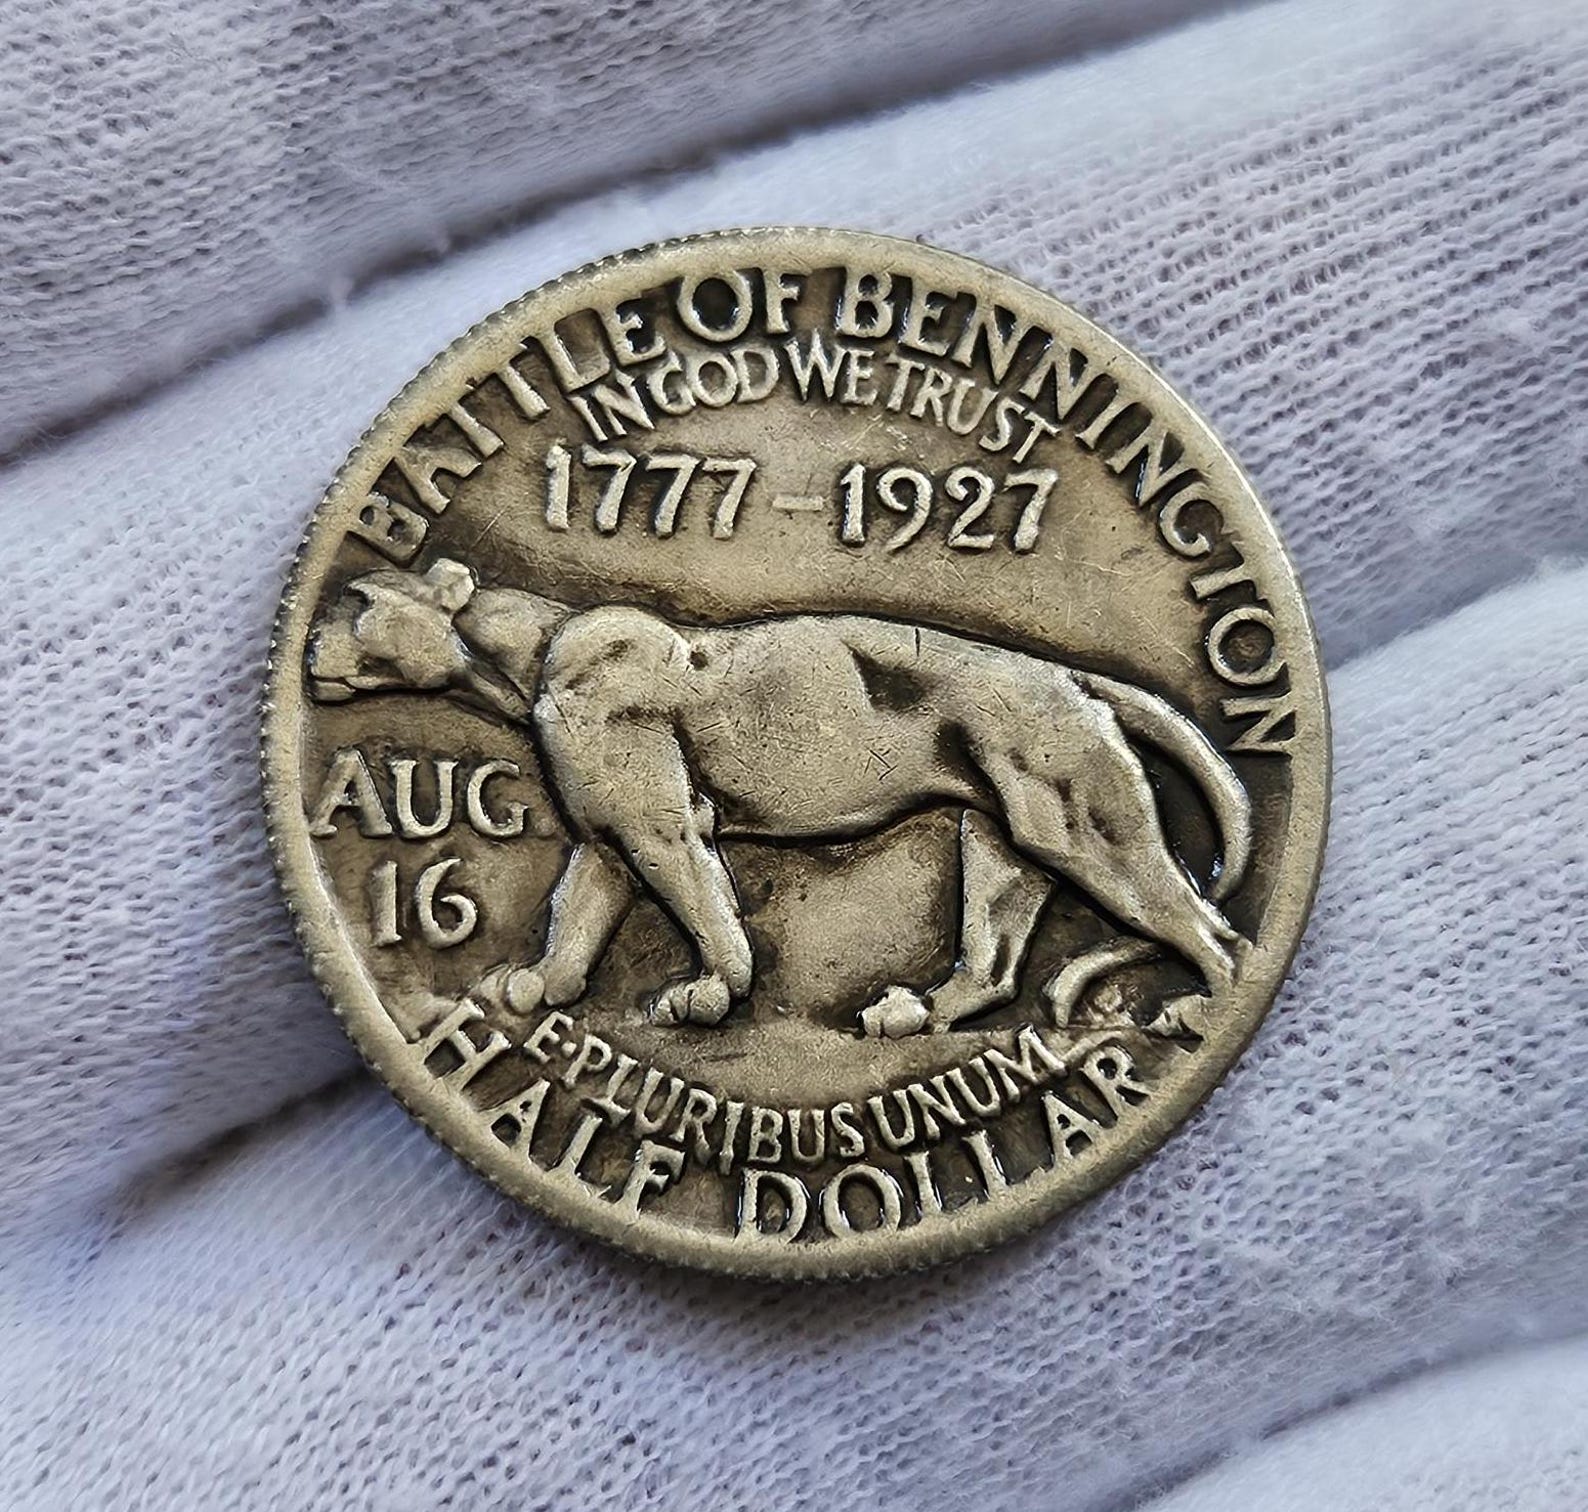 BATTLE OF BENNINGTON
IN GOD WE TRUST
1777-1927
AUG
16
E·PLURIBUS UNUM
HALF DOLLAR